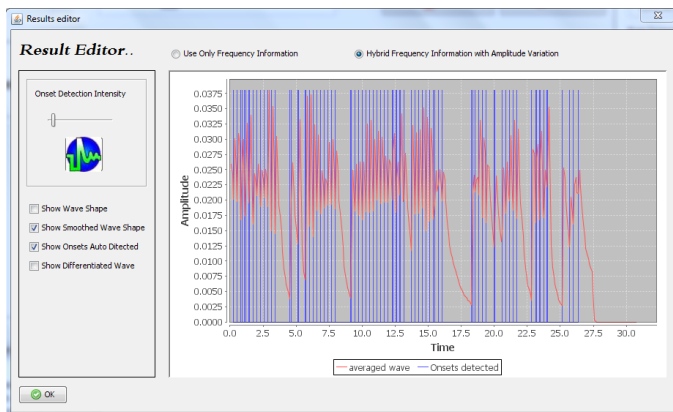 Results editor
Result Editor..
Use Only Frequency Information
Hybrid Frequency Information with Amplitude Variation
Onset Detection Intensity
Show Wave Shape
Show Smoothed Wave Shape
Show Onsets Auto Detected
Show Differentiated Wave
Amplitude
0.0375
0.0350
0.0325
0.0300
0.0275
0.0250
0.0225
0.0200
0.0175
0.0150
0.0125
0.0100
0.0075
0.0050
0.0025
0.0000
0.0 2.5 5.0 7.5 10.0 12.5 15.0 17.5 20.0 22.5 25.0 27.5 30.0
Time
averaged wave Onsets detected
OK